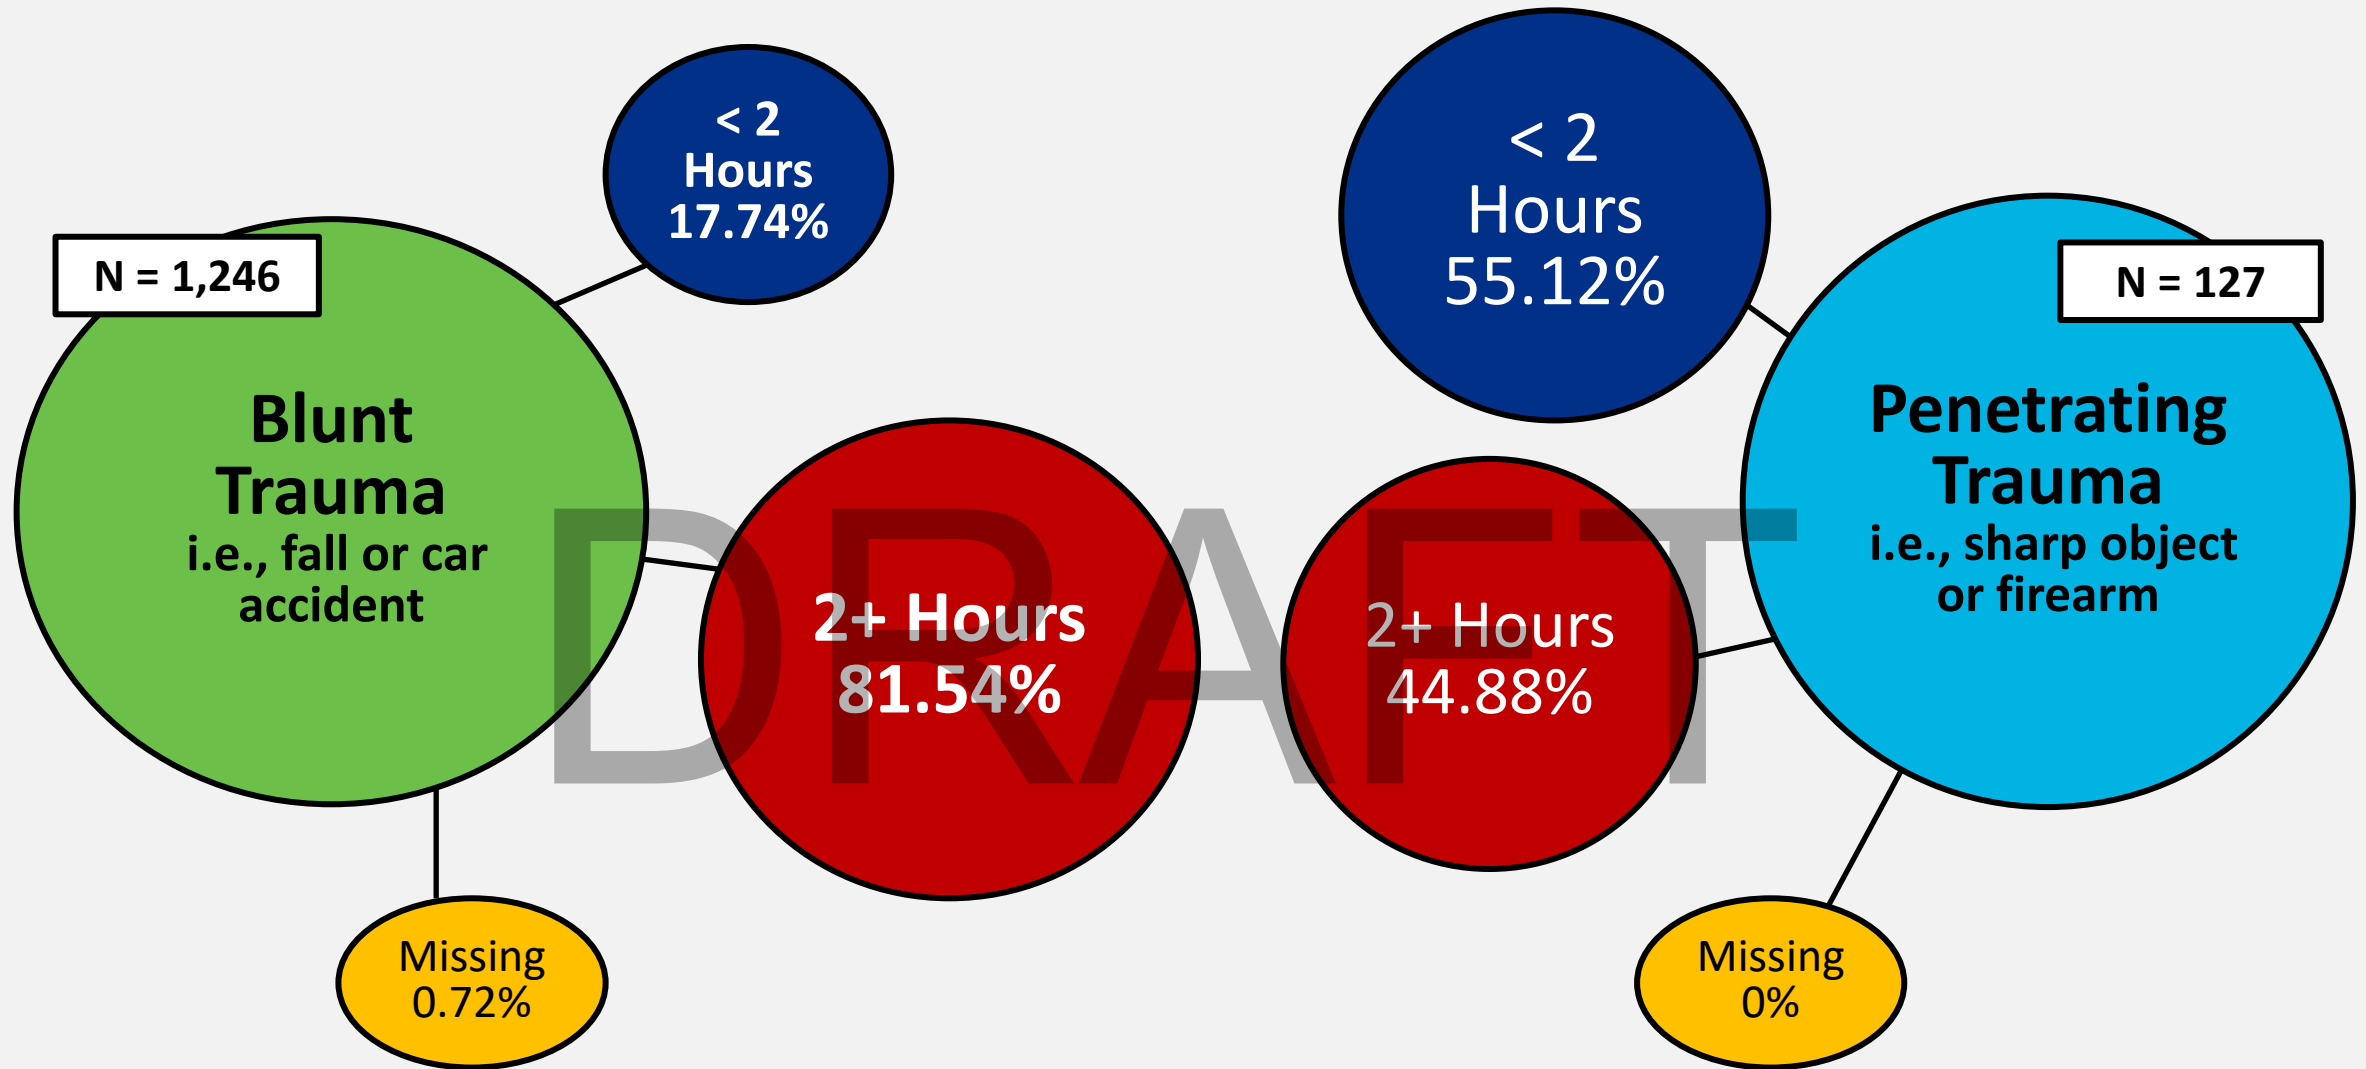 N = 1,246
Blunt
Trauma
i.e., fall or car
accident
< 2
Hours
17.74%
2+ Hours
81.54%
Missing
0.72%
< 2
Hours
55.12%
2+ Hours
44.88%
N = 127
Penetrating
Trauma
i.e., sharp object
or firearm
Missing
0%
DRAFT